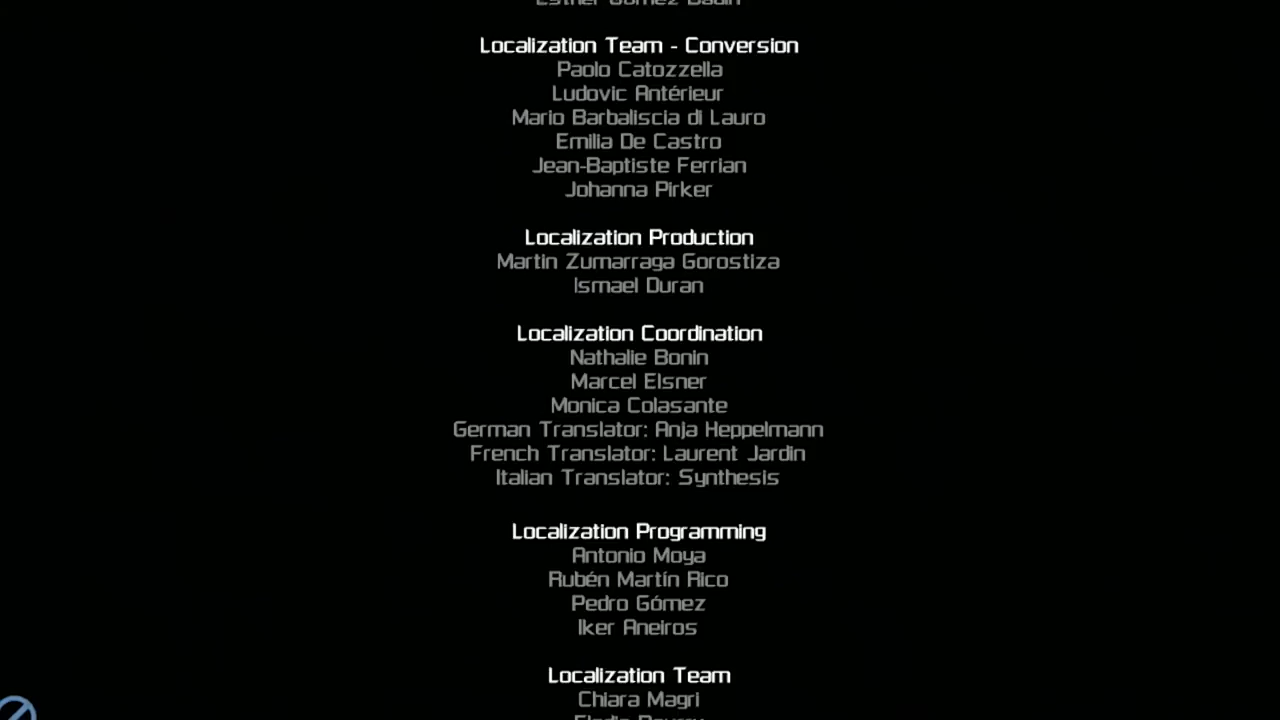 Localization Team - Conversion
Paolo Catozzella
Ludovic Antérieur
Mario Barbaliscia di Lauro
Emilia De Castro
Jean-Baptiste Ferrian
Johanna Pirker
Localization Production
Martin Zumarraga Gorostiza
Ismael Duran
Localization Coordination
Nathalie Bonin
Marcel Elsner
Monica Colasante
German Translator: Anja Heppelmann
French Translator: Laurent Jardin
Italian Translator: Synthesis
Localization Programming
Antonio Moya
Rubén Martín Rico
Pedro Gómez
Iker Aneiros
Localization Team
Chiara Magri